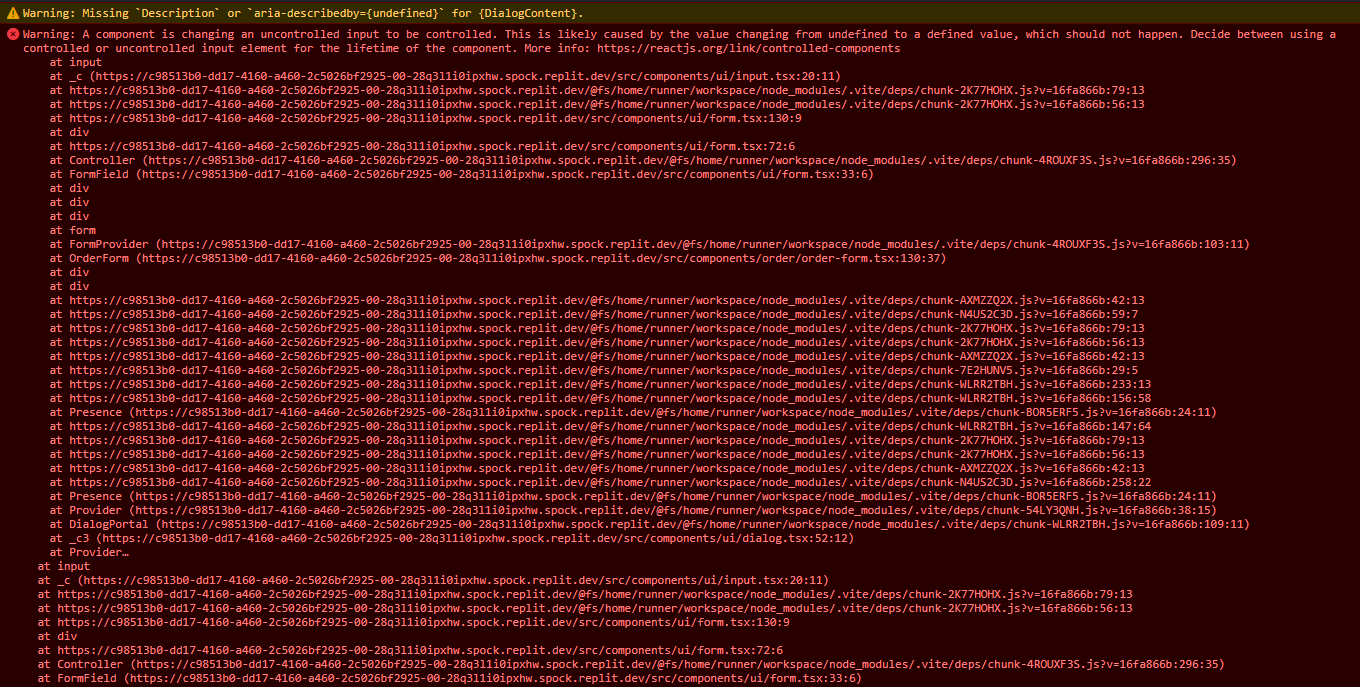 Warning: Missing `Description` or `aria-describedby={undefined}` for {DialogContent}.
Warning: A component is changing an uncontrolled input to be controlled. This is likely caused by the value changing from undefined to a defined value, which should not happen. Decide between using a
controlled or uncontrolled input element for the lifetime of the component. More info: https://reactjs.org/link/controlled-components
at input
at _c (https://c98513b0-dd17-4160-a460-2c5026bf2925-00-28q3l1i0ipxhw.spock.replit.dev/src/components/ui/input.tsx:20:11)
at https://c98513b0-dd17-4160-a460-2c5026bf2925-00-28q3l1i0ipxhw.spock.replit.dev/@fs/home/runner/workspace/node_modules/.vite/deps/chunk-2K77HOHX.js?v=16fa866b:79:13
at https://c98513b0-dd17-4160-a460-2c5026bf2925-00-28q3l1i0ipxhw.spock.replit.dev/@fs/home/runner/workspace/node_modules/.vite/deps/chunk-2K77HOHX.js?v=16fa866b:56:13
at https://c98513b0-dd17-4160-a460-2c5026bf2925-00-28q3l1i0ipxhw.spock.replit.dev/src/components/ui/form.tsx:130:9
at div
at https://c98513b0-dd17-4160-a460-2c5026bf2925-00-28q3l1i0ipxhw.spock.replit.dev/src/components/ui/form.tsx:72:6
at Controller (https://c98513b0-dd17-4160-a460-2c5026bf2925-00-28q3l1i0ipxhw.spock.replit.dev/@fs/home/runner/workspace/node_modules/.vite/deps/chunk-4ROUXF3S.js?v=16fa866b:296:35)
at FormField (https://c98513b0-dd17-4160-a460-2c5026bf2925-00-28q3l1i0ipxhw.spock.replit.dev/src/components/ui/form.tsx:33:6)
at div
at div
at div
at form
at FormProvider (https://c98513b0-dd17-4160-a460-2c5026bf2925-00-28q3l1i0ipxhw.spock.replit.dev/@fs/home/runner/workspace/node_modules/.vite/deps/chunk-4ROUXF3S.js?v=16fa866b:103:11)
at OrderForm (https://c98513b0-dd17-4160-a460-2c5026bf2925-00-28q3l1i0ipxhw.spock.replit.dev/src/components/order/order-form.tsx:130:37)
at div
at div
at https://c98513b0-dd17-4160-a460-2c5026bf2925-00-28q3l1i0ipxhw.spock.replit.dev/@fs/home/runner/workspace/node_modules/.vite/deps/chunk-AXMZZQ2X.js?v=16fa866b:42:13
at https://c98513b0-dd17-4160-a460-2c5026bf2925-00-28q3l1i0ipxhw.spock.replit.dev/@fs/home/runner/workspace/node_modules/.vite/deps/chunk-N4US2C3D.js?v=16fa866b:59:7
at https://c98513b0-dd17-4160-a460-2c5026bf2925-00-28q3l1i0ipxhw.spock.replit.dev/@fs/home/runner/workspace/node_modules/.vite/deps/chunk-2K77HOHX.js?v=16fa866b:79:13
at https://c98513b0-dd17-4160-a460-2c5026bf2925-00-28q3l1i0ipxhw.spock.replit.dev/@fs/home/runner/workspace/node_modules/.vite/deps/chunk-2K77HOHX.js?v=16fa866b:56:13
at https://c98513b0-dd17-4160-a460-2c5026bf2925-00-28q3l1i0ipxhw.spock.replit.dev/@fs/home/runner/workspace/node_modules/.vite/deps/chunk-AXMZZQ2X.js?v=16fa866b:42:13
at https://c98513b0-dd17-4160-a460-2c5026bf2925-00-28q3l1i0ipxhw.spock.replit.dev/@fs/home/runner/workspace/node_modules/.vite/deps/chunk-7E2HUNV5.js?v=16fa866b:29:5
at https://c98513b0-dd17-4160-a460-2c5026bf2925-00-28q3l1i0ipxhw.spock.replit.dev/@fs/home/runner/workspace/node_modules/.vite/deps/chunk-WLRR2TBH.js?v=16fa866b:233:13
at https://c98513b0-dd17-4160-a460-2c5026bf2925-00-28q3l1i0ipxhw.spock.replit.dev/@fs/home/runner/workspace/node_modules/.vite/deps/chunk-WLRR2TBH.js?v=16fa866b:156:58
at Presence (https://c98513b0-dd17-4160-a460-2c5026bf2925-00-28q3l1i0ipxhw.spock.replit.dev/@fs/home/runner/workspace/node_modules/.vite/deps/chunk-BOR5ERF5.js?v=16fa866b:24:11)
at https://c98513b0-dd17-4160-a460-2c5026bf2925-00-28q3l1i0ipxhw.spock.replit.dev/@fs/home/runner/workspace/node_modules/.vite/deps/chunk-WLRR2TBH.js?v=16fa866b:147:64
at https://c98513b0-dd17-4160-a460-2c5026bf2925-00-28q3l1i0ipxhw.spock.replit.dev/@fs/home/runner/workspace/node_modules/.vite/deps/chunk-2K77HOHX.js?v=16fa866b:79:13
at https://c98513b0-dd17-4160-a460-2c5026bf2925-00-28q3l1i0ipxhw.spock.replit.dev/@fs/home/runner/workspace/node_modules/.vite/deps/chunk-2K77HOHX.js?v=16fa866b:56:13
at https://c98513b0-dd17-4160-a460-2c5026bf2925-00-28q3l1i0ipxhw.spock.replit.dev/@fs/home/runner/workspace/node_modules/.vite/deps/chunk-AXMZZQ2X.js?v=16fa866b:42:13
at https://c98513b0-dd17-4160-a460-2c5026bf2925-00-28q3l1i0ipxhw.spock.replit.dev/@fs/home/runner/workspace/node_modules/.vite/deps/chunk-N4US2C3D.js?v=16fa866b:258:22
at Presence (https://c98513b0-dd17-4160-a460-2c5026bf2925-00-28q3l1i0ipxhw.spock.replit.dev/@fs/home/runner/workspace/node_modules/.vite/deps/chunk-BOR5ERF5.js?v=16fa866b:24:11)
at Provider (https://c98513b0-dd17-4160-a460-2c5026bf2925-00-28q3l1i0ipxhw.spock.replit.dev/@fs/home/runner/workspace/node_modules/.vite/deps/chunk-54LY3QNH.js?v=16fa866b:38:15)
at DialogPortal (https://c98513b0-dd17-4160-a460-2c5026bf2925-00-28q3l1i0ipxhw.spock.replit.dev/@fs/home/runner/workspace/node_modules/.vite/deps/chunk-WLRR2TBH.js?v=16fa866b:109:11)
at _c3 (https://c98513b0-dd17-4160-a460-2c5026bf2925-00-28q3l1i0ipxhw.spock.replit.dev/src/components/ui/dialog.tsx:52:12)
at Provider…
at input
at _c (https://c98513b0-dd17-4160-a460-2c5026bf2925-00-28q3l1i0ipxhw.spock.replit.dev/src/components/ui/input.tsx:20:11)
at https://c98513b0-dd17-4160-a460-2c5026bf2925-00-28q3l1i0ipxhw.spock.replit.dev/@fs/home/runner/workspace/node_modules/.vite/deps/chunk-2K77HOHX.js?v=16fa866b:79:13
at https://c98513b0-dd17-4160-a460-2c5026bf2925-00-28q3l1i0ipxhw.spock.replit.dev/@fs/home/runner/workspace/node_modules/.vite/deps/chunk-2K77HOHX.js?v=16fa866b:56:13
at https://c98513b0-dd17-4160-a460-2c5026bf2925-00-28q3l1i0ipxhw.spock.replit.dev/src/components/ui/form.tsx:130:9
at div
at https://c98513b0-dd17-4160-a460-2c5026bf2925-00-28q3l1i0ipxhw.spock.replit.dev/src/components/ui/form.tsx:72:6
at Controller (https://c98513b0-dd17-4160-a460-2c5026bf2925-00-28q3l1i0ipxhw.spock.replit.dev/@fs/home/runner/workspace/node_modules/.vite/deps/chunk-4ROUXF3S.js?v=16fa866b:296:35)
at FormField (https://c98513b0-dd17-4160-a460-2c5026bf2925-00-28q3l1i0ipxhw.spock.replit.dev/src/components/ui/form.tsx:33:6)